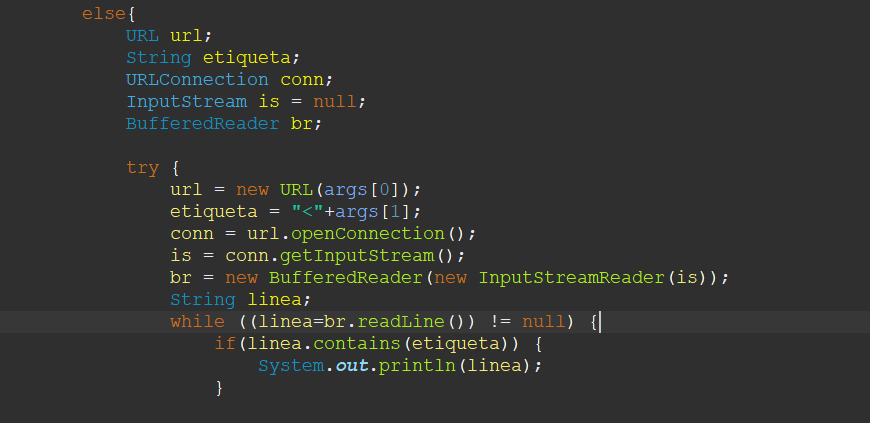 else{
URL url;
String etiqueta;
URLConnection conn;
InputStream is = null;
BufferedReader br;
try {
url = new URL(args[0]);
etiqueta = "<"+args[1];
conn = url.openConnection();
is = conn.getInputStream();
br = new BufferedReader(new InputStreamReader(is));
String linea;
while ((linea=br.readLine()) != null) {
if(linea.contains(etiqueta)) {
System.out.println(linea);
}